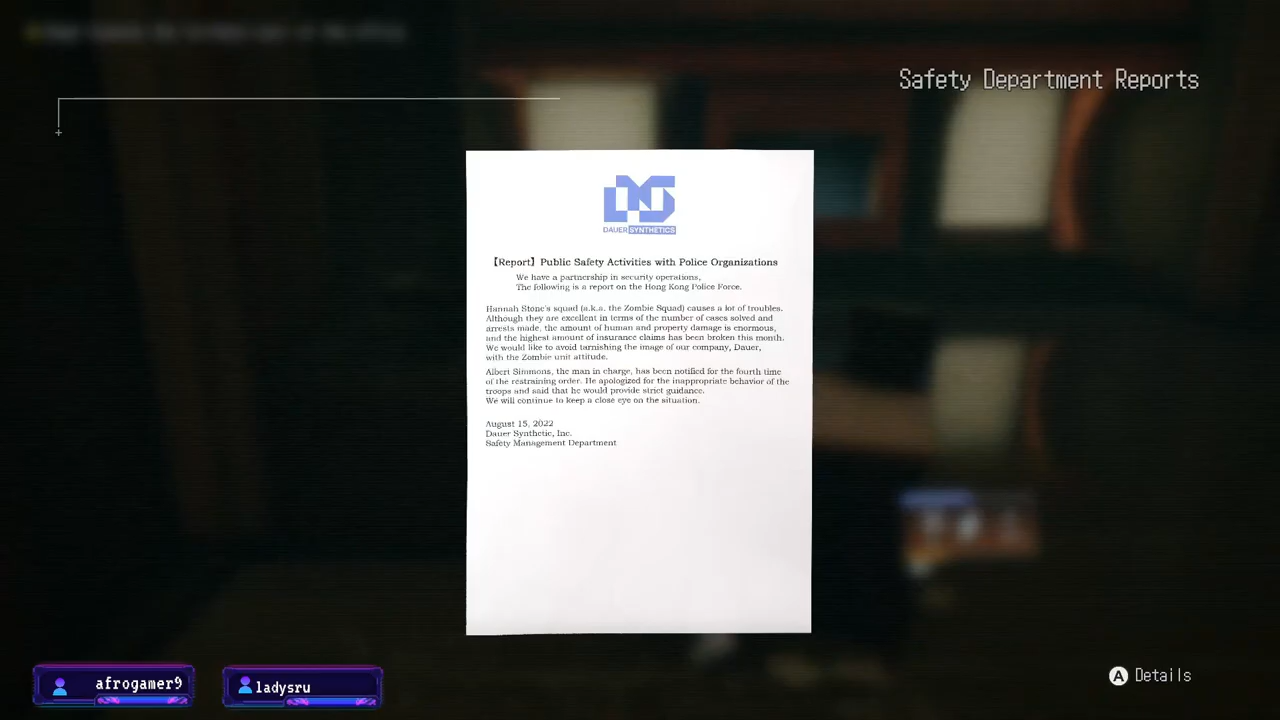 Safety Department Reports
DAUER SYNTHETICS
【Report】Public Safety Activities with Police Organizations
We have a partnership in security operations,
The following is a report on the Hong Kong Police Force.
Hannah Stone's squad (a.k.a. the Zombie Squad) causes a lot of troubles.
Although they are excellent in terms of the number of cases solved and
arrests made, the amount of human and property damage is enormous,
and the highest amount of insurance claims has been broken this month.
We would like to avoid tarnishing the image of our company, Dauer,
with the Zombie unit attitude.
Albert Simmons, the man in charge, has been notified for the fourth time
of the restraining order. He apologized for the inappropriate behavior of the
troops and said that he would provide strict guidance.
We will continue to keep a close eye on the situation.
August 15, 2022
Dauer Synthetic, Inc.
Safety Management Department
afrogamer9
ladysru
A Details